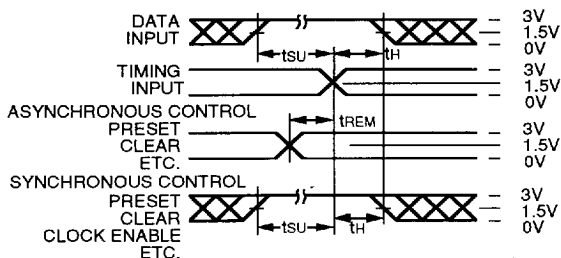 DATA
INPUT
tSU
tH
3V
1.5V
0V
TIMING
INPUT
3V
1.5V
0V
ASYNCHRONOUS CONTROL
PRESET
CLEAR
ETC.
tREM
3V
1.5V
0V
SYNCHRONOUS CONTROL
PRESET
CLEAR
CLOCK ENABLE
ETC.
tSU
tH
3V
1.5V
0V